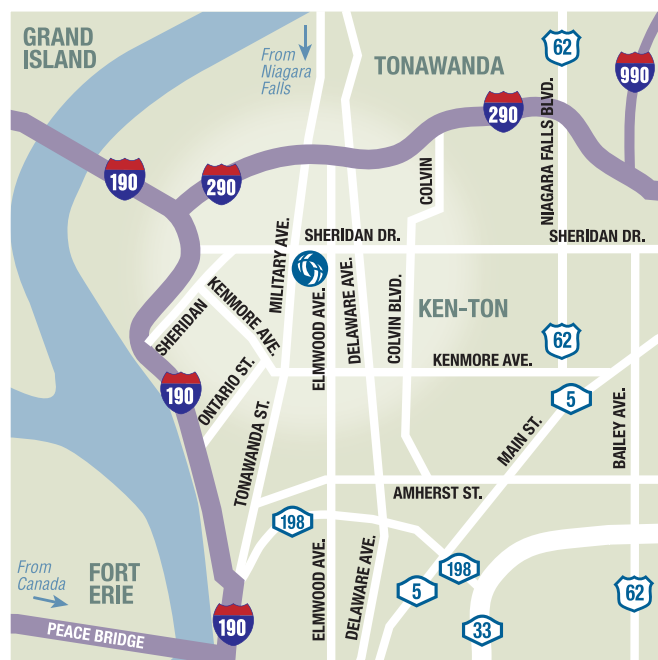 GRAND
ISLAND
From
Niagara
Falls
TONAWANDA
62
990
290
NIAGARA FALLS BLVD.
190
290
COLVIN
SHERIDAN DR.
SHERIDAN DR.
MILITARY AVE.
ELMWOOD AVE.
DELAWARE AVE.
COLVIN BLVD.
KEN-TON
SHERIDAN
KENMORE AVE.
62
KENMORE AVE.
190
ONTARIO ST.
5
TONAWANDA ST.
MAIN ST.
BAILEY AVE.
AMHERST ST.
198
ELMWOOD AVE.
DELAWARE AVE.
198
5
62
From
Canada
FORT
ERIE
190
33
PEACE BRIDGE